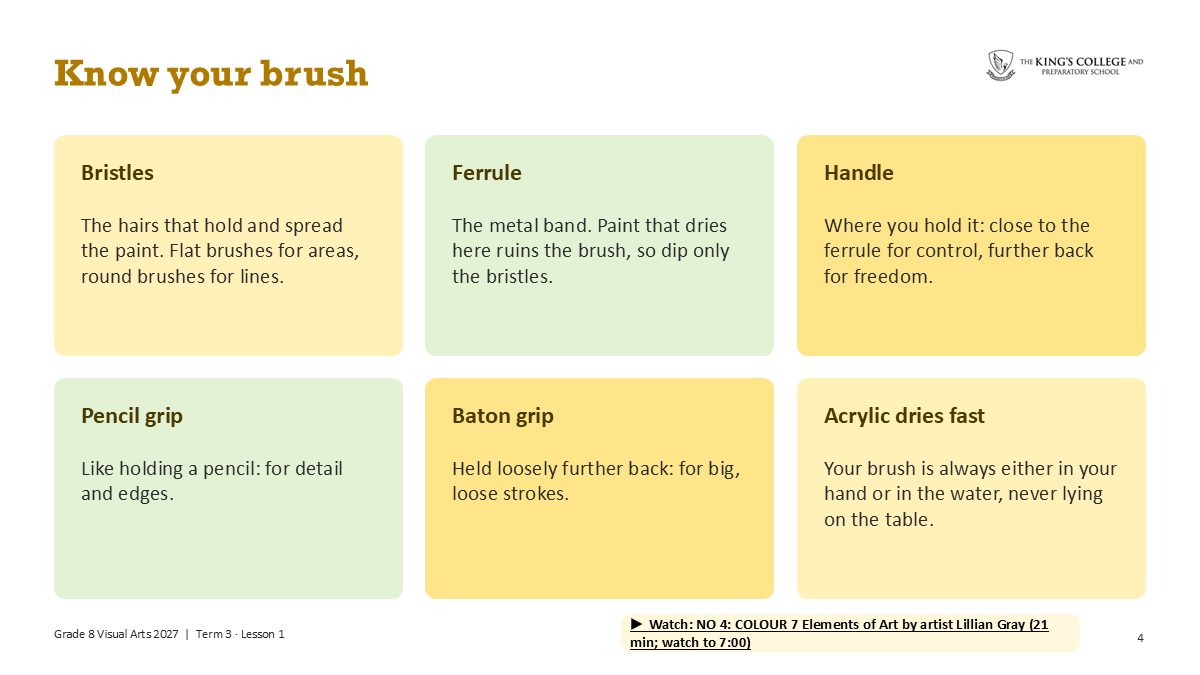 Know your brush
THE KING'S COLLEGE AND
PREPARATORY SCHOOL
Bristles
The hairs that hold and spread
the paint. Flat brushes for areas,
round brushes for lines.
Ferrule
The metal band. Paint that dries
here ruins the brush, so dip only
the bristles.
Handle
Where you hold it: close to the
ferrule for control, further back
for freedom.
Pencil grip
Like holding a pencil: for detail
and edges.
Baton grip
Held loosely further back: for big,
loose strokes.
Acrylic dries fast
Your brush is always either in your
hand or in the water, never lying
on the table.
Grade 8 Visual Arts 2027 | Term 3 · Lesson 1
▶ Watch: NO 4: COLOUR 7 Elements of Art by artist Lillian Gray (21
min; watch to 7:00)
4